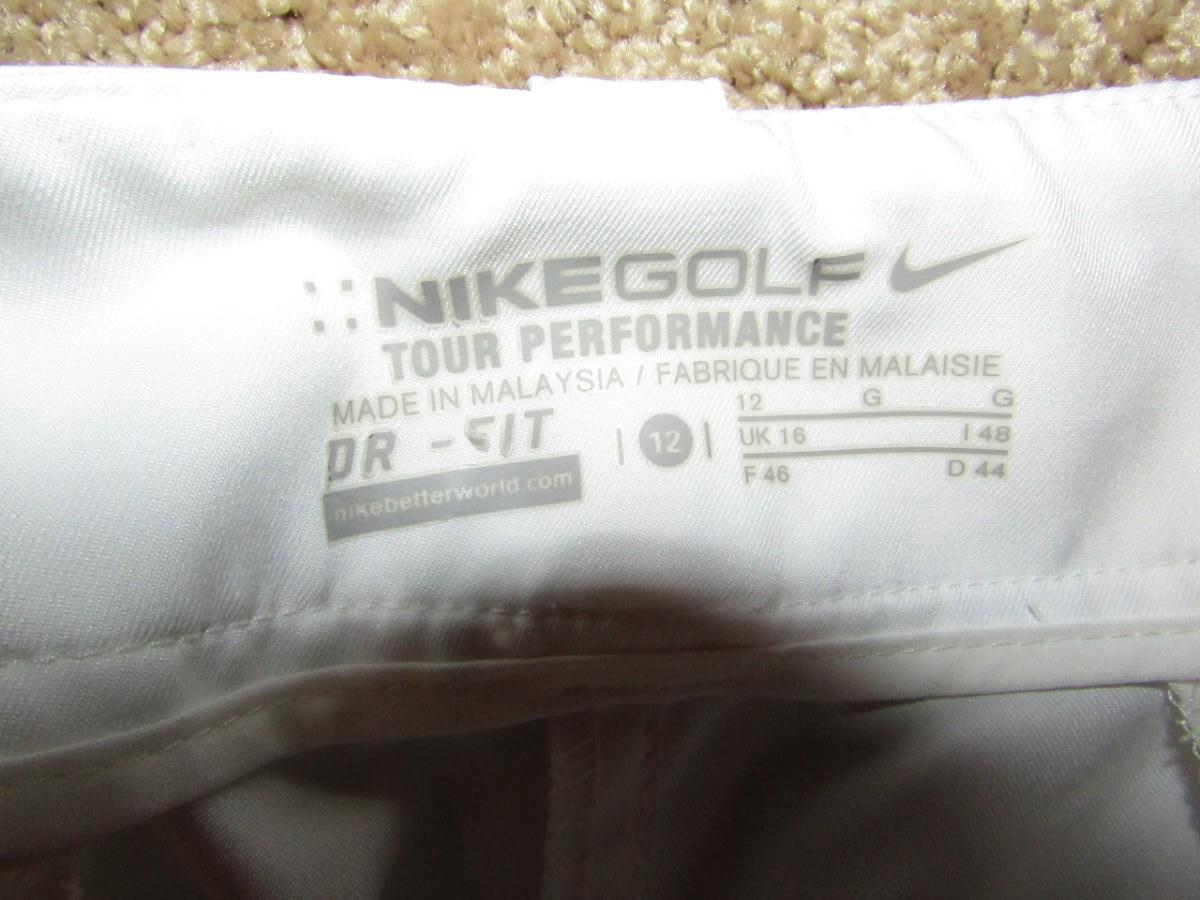 NIKEGOLF
TOUR PERFORMANCE
MADE IN MALAYSIA / FABRIQUE EN MALAISIE
DR - FIT
nikebetterworld.com
12
12 G G
UK 16 I 48
F 46 D 44